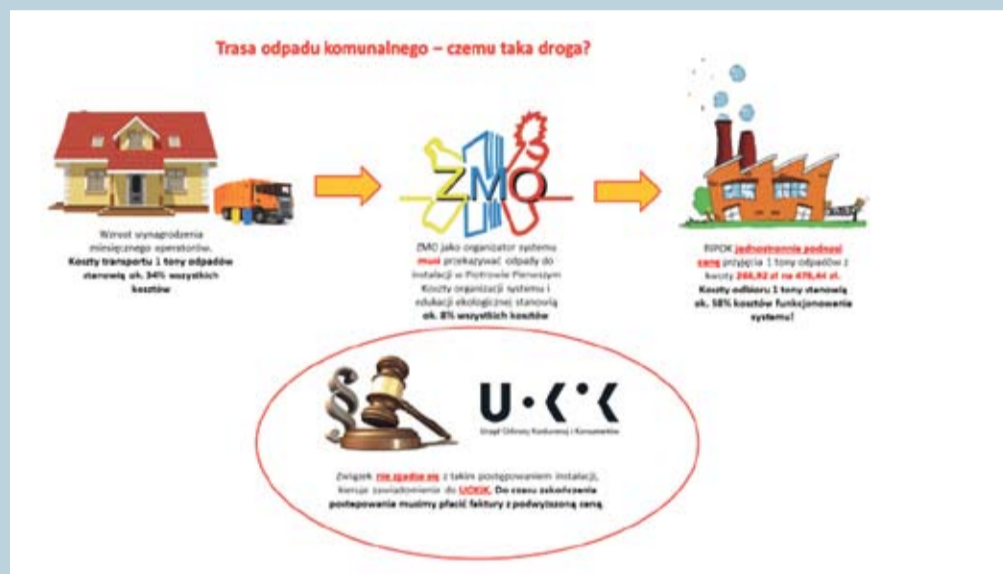 Trasa odpadu komunalnego – czemu taka droga?
Wzrost wynagrodzenia
miesięcznego operatorów.
Koszty transportu 1 tony odpadów
stanowią ok. 34% wszystkich
kosztów
ZMO
ZMO jako organizator systemu
musi przekazywać odpady do
instalacji w Piotrowie Pierwszym
Koszty organizacji systemu i
edukacji ekologicznej stanowią
ok. 8% wszystkich kosztów
RIPOK jednostronnie podnosi
cenę przyjęcia 1 tony odpadów z
kwoty zł na zł.
Koszty odbioru 1 tony stanowią
ok. 58% kosztów funkcjonowania
systemu!
UOKiK
Urząd Ochrony Konkurencji i Konsumentów
Związek nie zgadza się z takim postępowaniem instalacji,
kieruje zawiadomienie do UOKiK. Do czasu zakończenia
postępowania musimy płacić faktury z podwyższoną ceną.